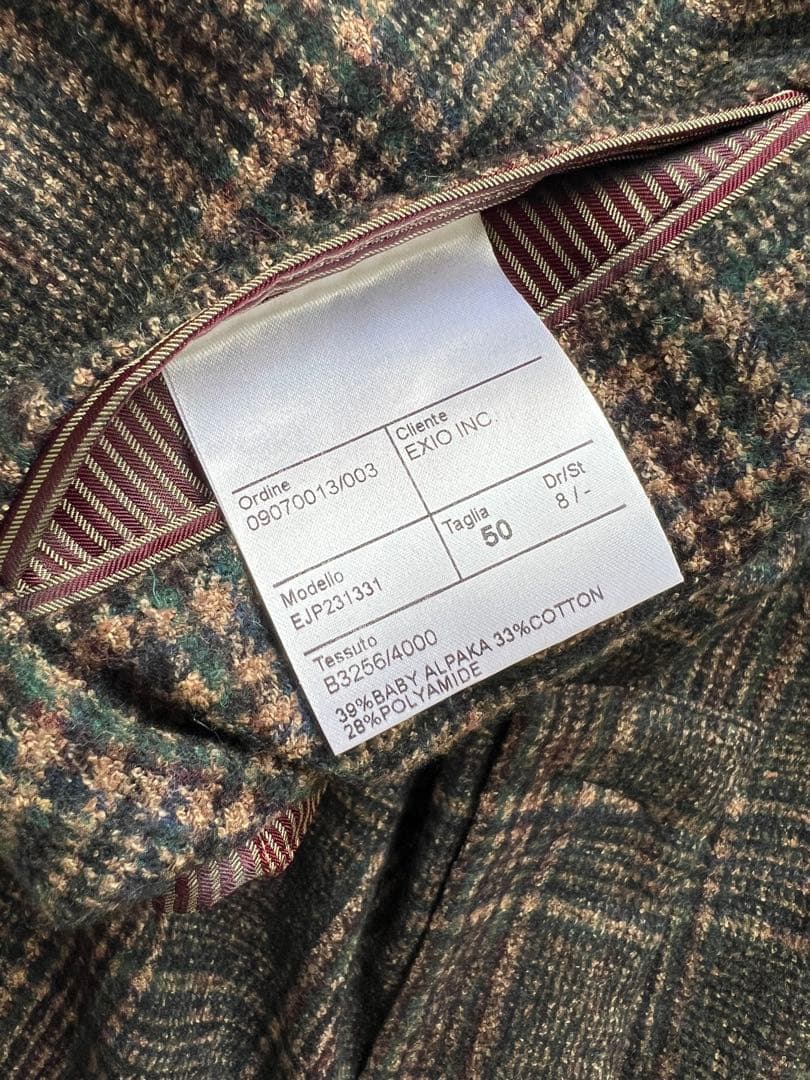 Ordine
09070013/003
Cliente
EXIO INC.
Modello
EJP231331
Taglia
50
Dr/St
8 / -
Tessuto
B3256/4000
39%BABY ALPAKA 33%COTTON
28%POLYAMIDE